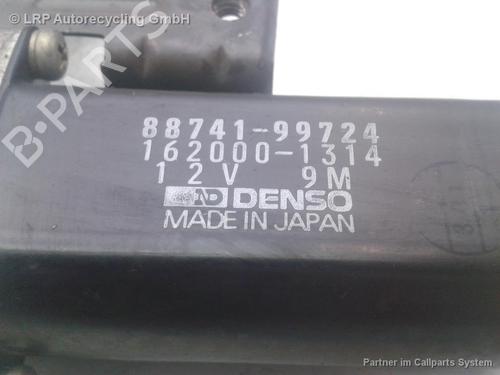 LRP Autorecycling GmbH
B-PARTS
88741-99724
162000-1314
12V 9M
ND DENSO
MADE IN JAPAN
Partner im Callparts System